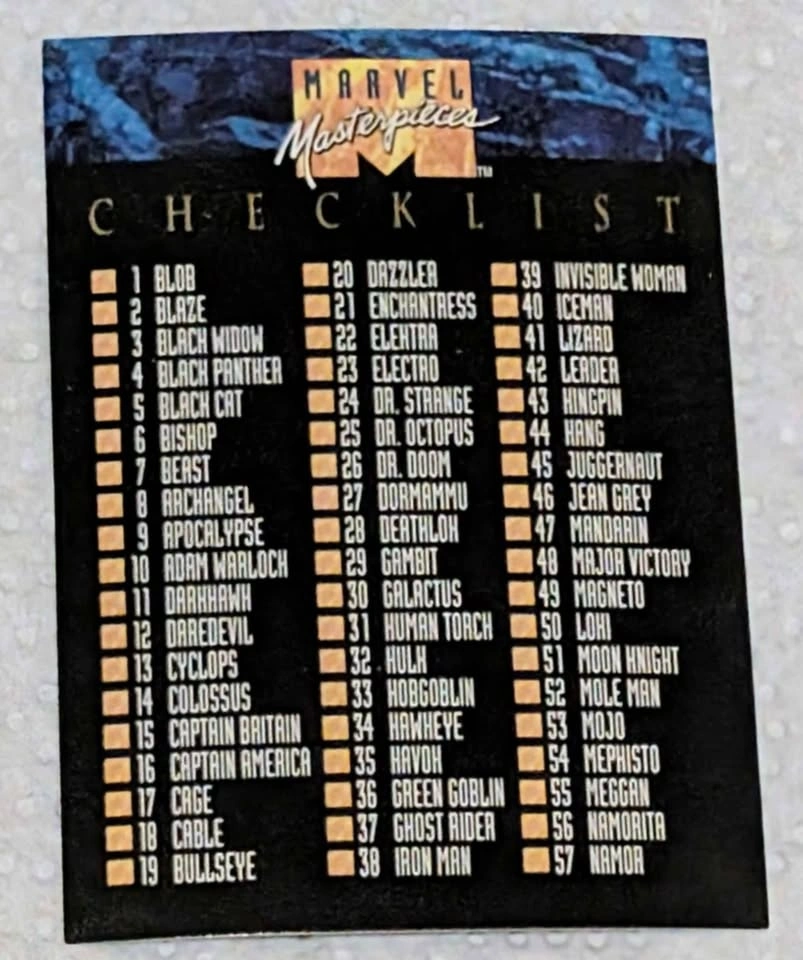 MARVEL
Masterpieces
TM
CHECKLIST
1 BLOB
2 BLAZE
3 BLACK WIDOW
4 BLACK PANTHER
5 BLACK CAT
6 BISHOP
7 BEAST
8 ARCHANGEL
9 APOCALYPSE
10 ADAM WARLOCK
11 DARKHAWK
12 DAREDEVIL
13 CYCLOPS
14 COLOSSUS
15 CAPTAIN BRITAIN
16 CAPTAIN AMERICA
17 CAGE
18 CABLE
19 BULLSEYE
20 DAZZLER
21 ENCHANTRESS
22 ELEKTRA
23 ELECTRO
24 DR. STRANGE
25 DR. OCTOPUS
26 DR. DOOM
27 DORMAMMU
28 DEATHLOK
29 GAMBIT
30 GALACTUS
31 HUMAN TORCH
32 HULK
33 HOBGOBLIN
34 HAWKEYE
35 HAVOK
36 GREEN GOBLIN
37 GHOST RIDER
38 IRON MAN
39 INVISIBLE WOMAN
40 ICEMAN
41 LIZARD
42 LEADER
43 KINGPIN
44 KANG
45 JUGGERNAUT
46 JEAN GREY
47 MANDARIN
48 MAJOR VICTORY
49 MAGNETO
50 LOKI
51 MOON KNIGHT
52 MOLE MAN
53 MOJO
54 MEPHISTO
55 MEGGAN
56 NAMORITA
57 NAMOR